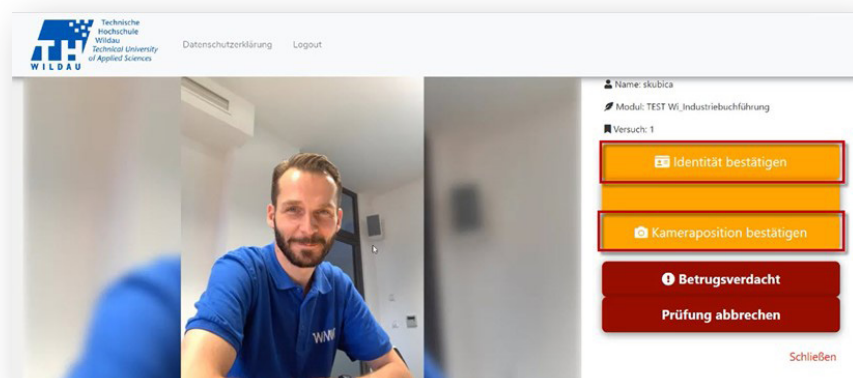 Technische
Hochschule
Wildau
Technical University
of Applied Sciences
TH
WILDAU
Datenschutzerklärung Logout
Name: skubica
Modul: TEST Wi_Industriebuchführung
Versuch: 1
Identität bestätigen
Kameraposition bestätigen
Betrugsverdacht
Prüfung abbrechen
Schließen